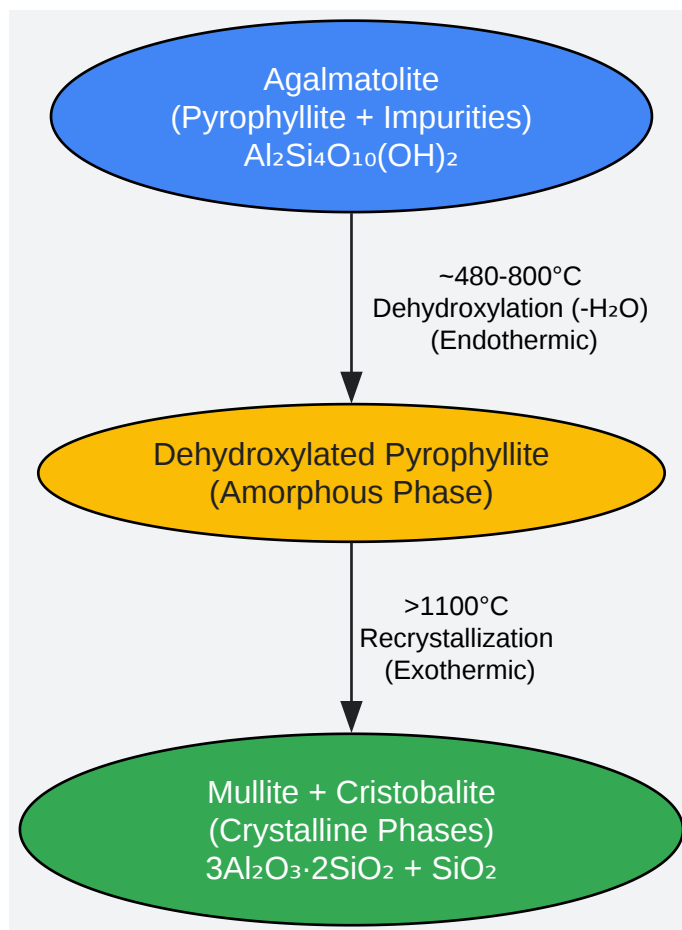 Agalmatolite
(Pyrophyllite + Impurities)
Al₂Si₄O₁₀(OH)₂
~480-800°C
Dehydroxylation (-H₂O)
(Endothermic)
Dehydroxylated Pyrophyllite
(Amorphous Phase)
>1100°C
Recrystallization
(Exothermic)
Mullite + Cristobalite
(Crystalline Phases)
3Al₂O₃·2SiO₂ + SiO₂